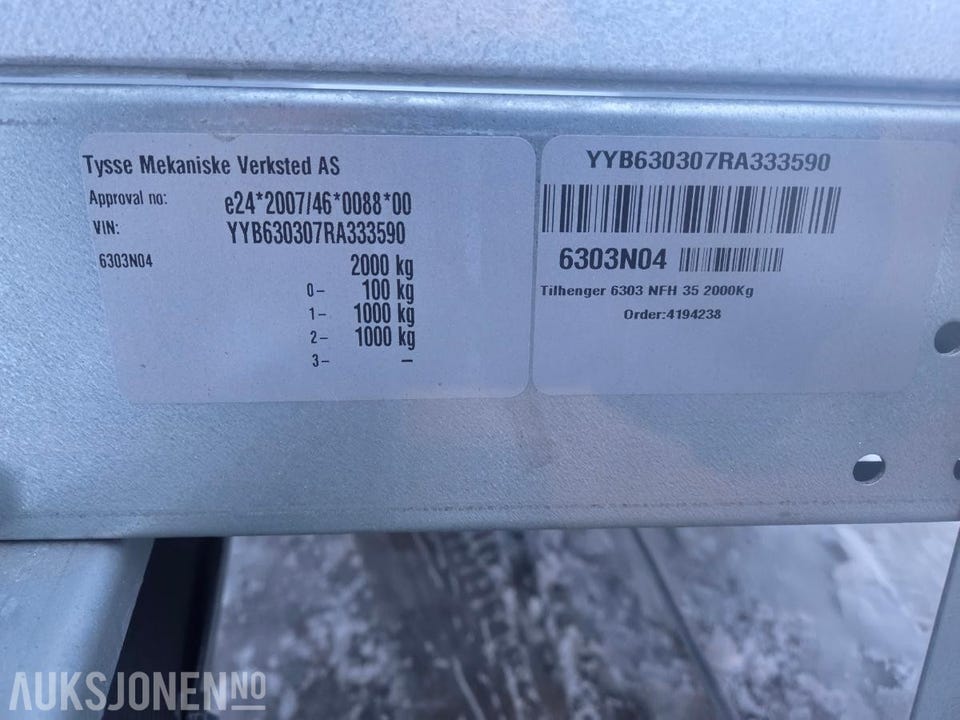 Tysse Mekaniske Verksted AS
Approval no: e24*2007/46*0088*00
VIN: YYB630307RA333590
6303N04 2000 kg
0- 100 kg
1- 1000 kg
2- 1000 kg
3- -
YYB630307RA333590
6303N04
Tilhenger 6303 NFH 35 2000Kg
Order:4194238
AUKSJONEN.NO